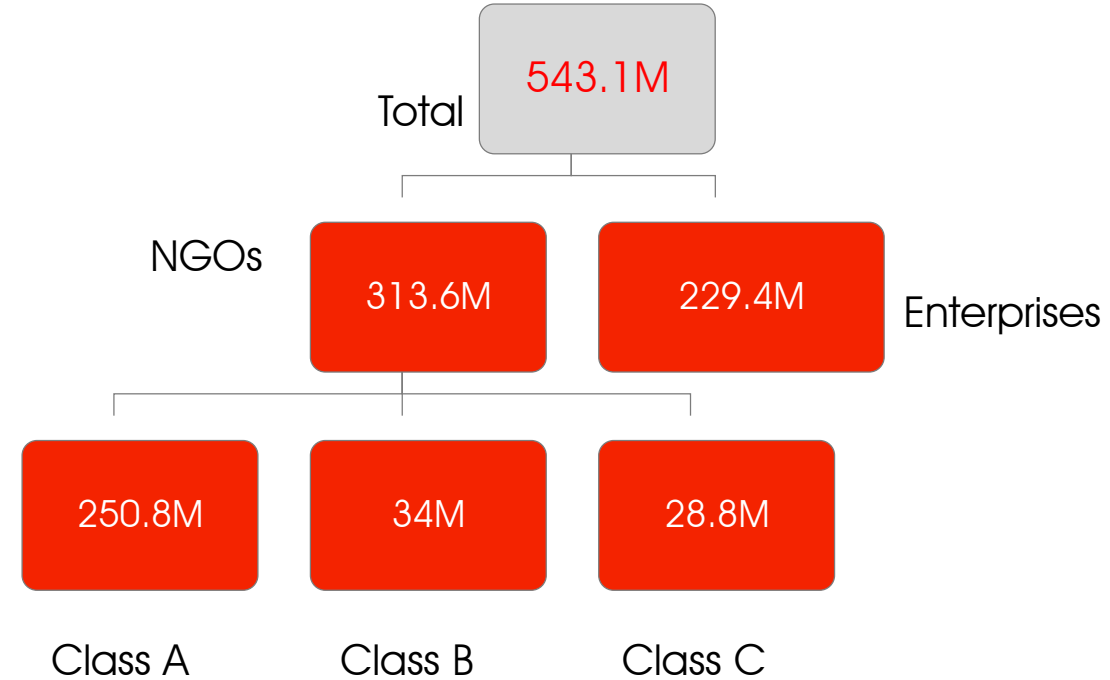 543.1M
Total
NGOs
313.6M
229.4M
Enterprises
250.8M
34M
28.8M
Class A
Class B
Class C